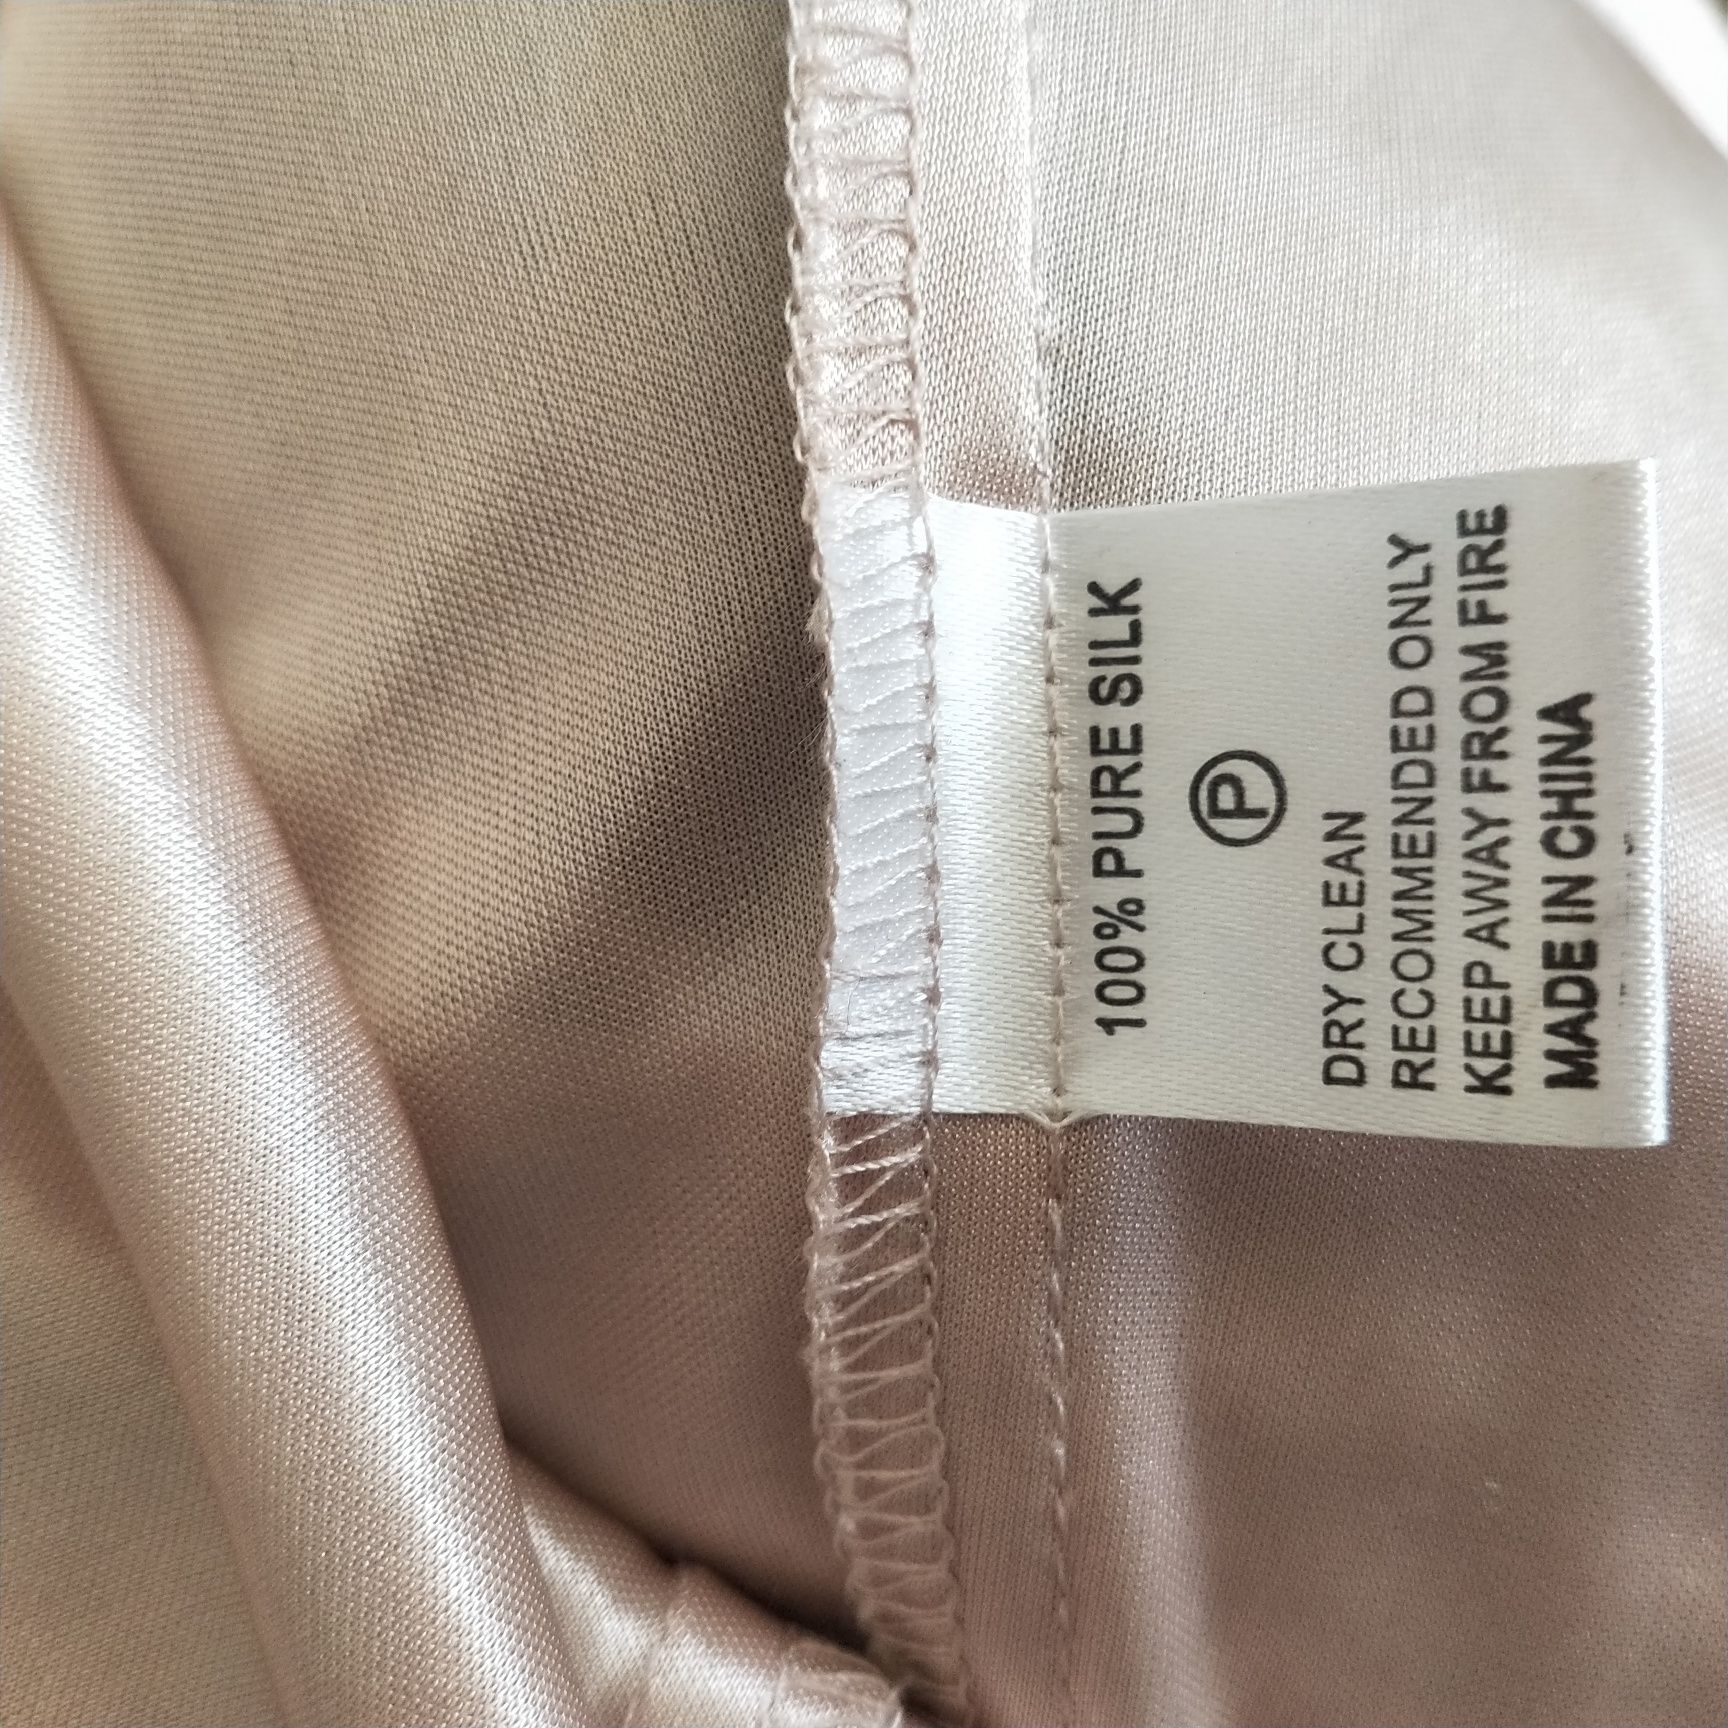 100% PURE SILK
P
DRY CLEAN
RECOMMENDED ONLY
KEEP AWAY FROM FIRE
MADE IN CHINA